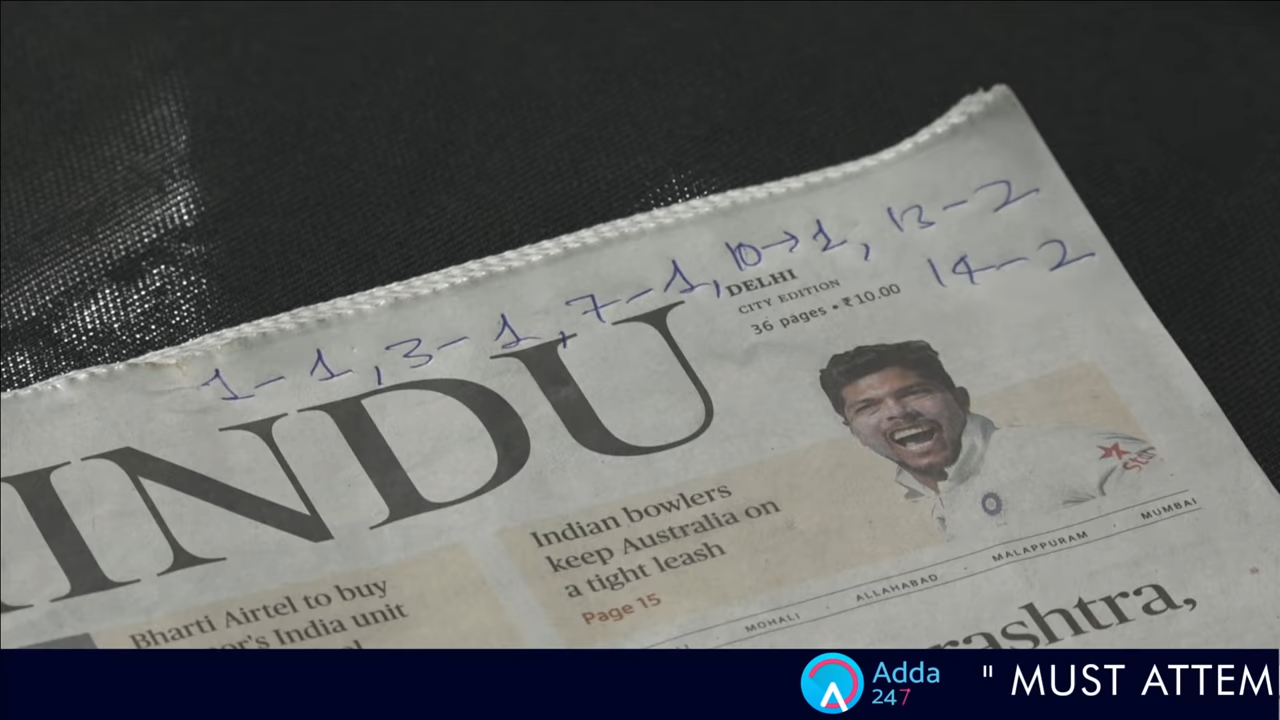 1-1, 3-1, 7-1, 10→1, 13-2
14-2
INDU
DELHI
CITY EDITION
36 pages • ₹10.00
Indian bowlers
keep Australia on
a tight leash
Page 15
Bharti Airtel to buy
or's India unit
MOHALI · ALLAHABAD · MALAPPURAM · MUMBAI
rashtra,
Star
Adda
247
" MUST ATTEM